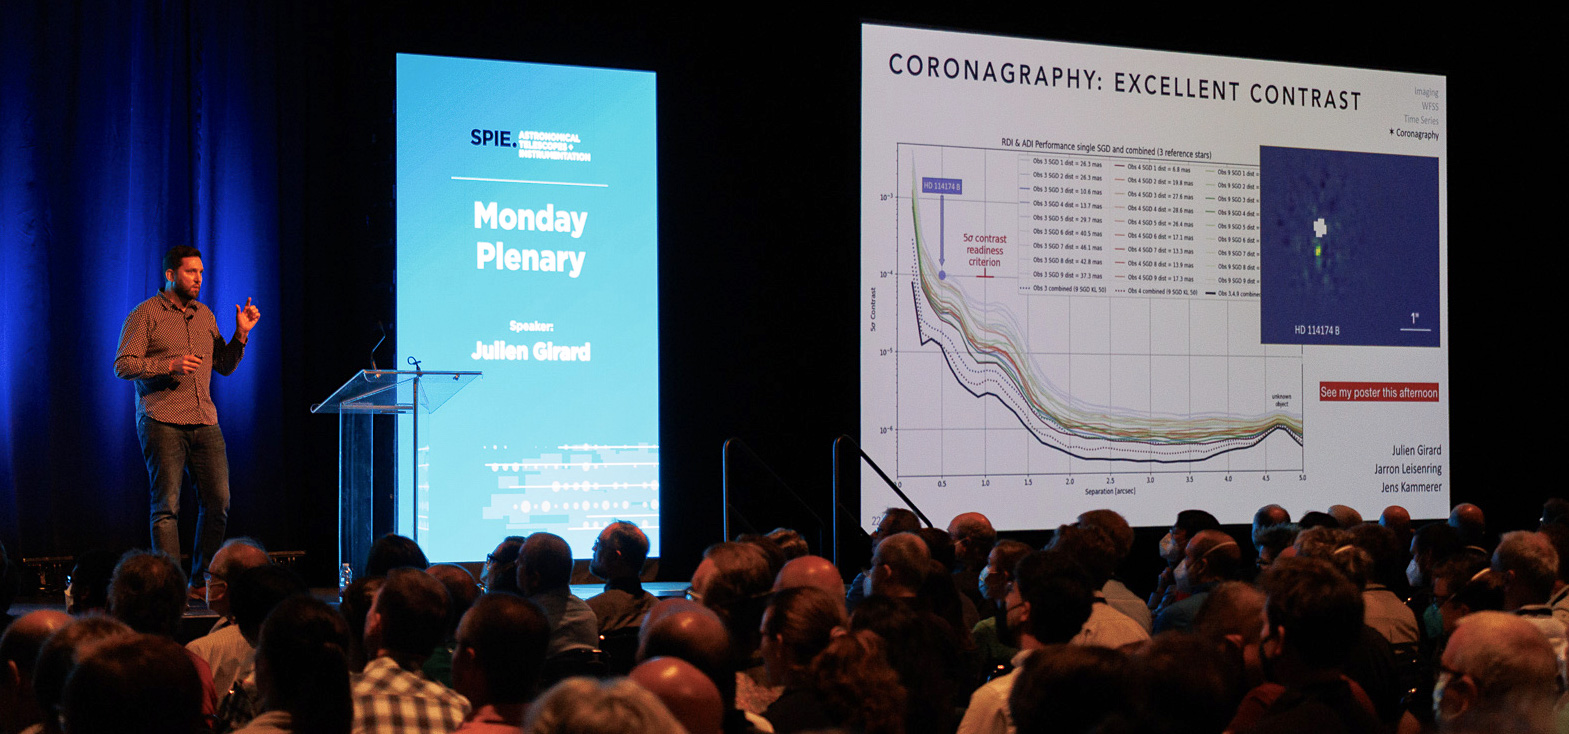 SPIE. ASTRONOMICAL
TELESCOPES +
INSTRUMENTATION
Monday
Plenary
Speaker:
Julien Girard
CORONAGRAPHY: EXCELLENT CONTRAST
Imaging
WFSS
Time Series
* Coronagraphy
RDI & ADI Performance single SGD and combined (3 reference stars)
Obs 3 SGD 1 dist = 26.3 mas
Obs 3 SGD 2 dist = 26.3 mas
Obs 3 SGD 3 dist = 10.6 mas
Obs 3 SGD 4 dist = 13.7 mas
Obs 3 SGD 5 dist = 29.7 mas
Obs 3 SGD 6 dist = 40.5 mas
Obs 3 SGD 7 dist = 46.1 mas
Obs 3 SGD 8 dist = 42.8 mas
Obs 3 SGD 9 dist = 37.3 mas
Obs 3 combined (9 SGD KL 50)
Obs 4 SGD 1 dist = 6.8 mas
Obs 4 SGD 2 dist = 19.8 mas
Obs 4 SGD 3 dist = 27.6 mas
Obs 4 SGD 4 dist = 28.6 mas
Obs 4 SGD 5 dist = 26.4 mas
Obs 4 SGD 6 dist = 17.1 mas
Obs 4 SGD 7 dist = 13.3 mas
Obs 4 SGD 8 dist = 13.9 mas
Obs 4 SGD 9 dist = 17.3 mas
Obs 4 combined (9 SGD KL 50)
Obs 9 SGD 1 dist =
Obs 9 SGD 2 dist =
Obs 9 SGD 3 dist =
Obs 9 SGD 4 dist =
Obs 9 SGD 5 dist =
Obs 9 SGD 6 dist =
Obs 9 SGD 7 dist =
Obs 9 SGD 8 dist =
Obs 9 SGD 9 dist =
Obs 3,4,9 combined
HD 114174 B
5σ contrast
readiness
criterion
5σ Contrast
10⁻³
10⁻⁴
10⁻⁵
10⁻⁶
unknown
object
0.5 1.0 1.5 2.0 2.5 3.0 3.5 4.0 4.5 5.0
Separation [arcsec]
HD 114174 B
1"
See my poster this afternoon
Julien Girard
Jarron Leisenring
Jens Kammerer
22